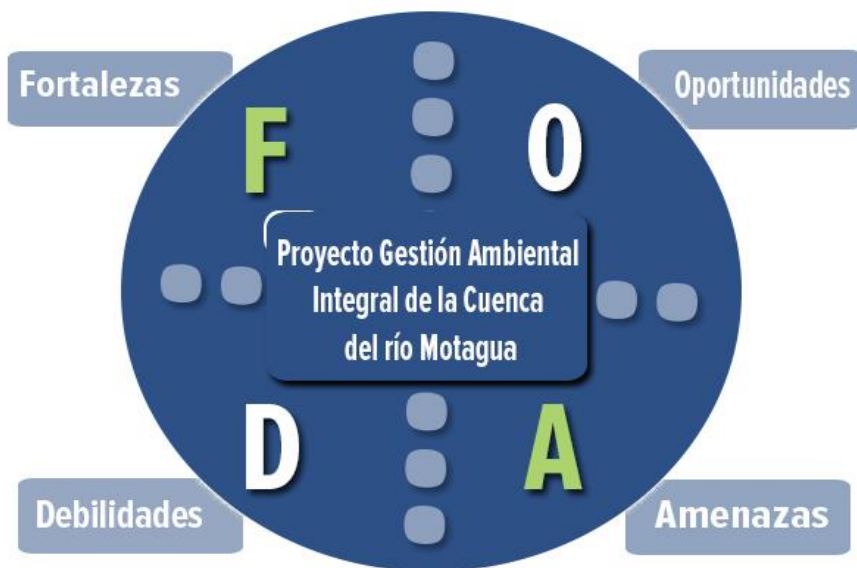 Fortalezas
Oportunidades
F
O
Proyecto Gestión Ambiental
Integral de la Cuenca
del río Motagua
D
A
Debilidades
Amenazas